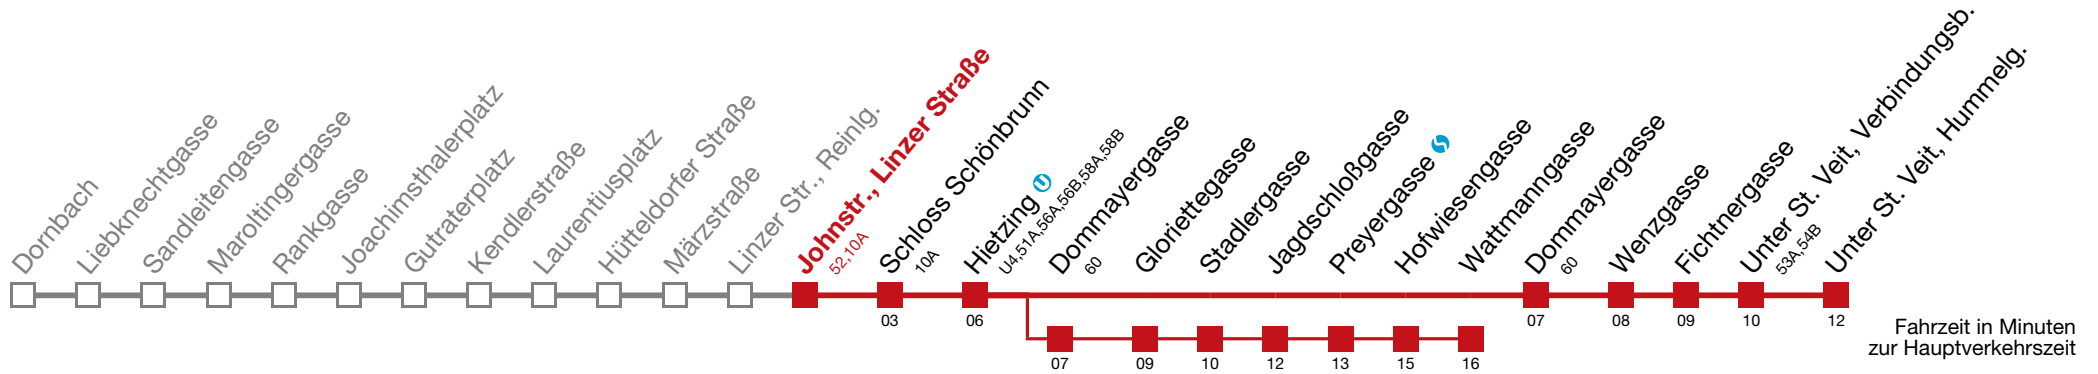 Dornbach
Liebknechtgasse
Sandleitengasse
Maroltingergasse
Rankgasse
Joachimsthalerplatz
Gutraterplatz
Kendlerstraße
Laurentiusplatz
Hütteldorfer Straße
Märzstraße
Linzer Str., Reinlg.
Johnstr., Linzer Straße
52,10A
Schloss Schönbrunn
10A
Hietzing U
U4,51A,56A,56B,58A,58B
Dommayergasse
60
Gloriettegasse
Stadlergasse
Jagdschloßgasse
Preyergasse S
Hofwiesengasse
Wattmanngasse
Dommayergasse
60
Wenzgasse
Fichtnergasse
Unter St. Veit, Verbindungsb.
53A,54B
Unter St. Veit, Hummelg.
03 06 07 08 09 10 12
07 09 10 12 13 15 16
Fahrzeit in Minuten
zur Hauptverkehrszeit